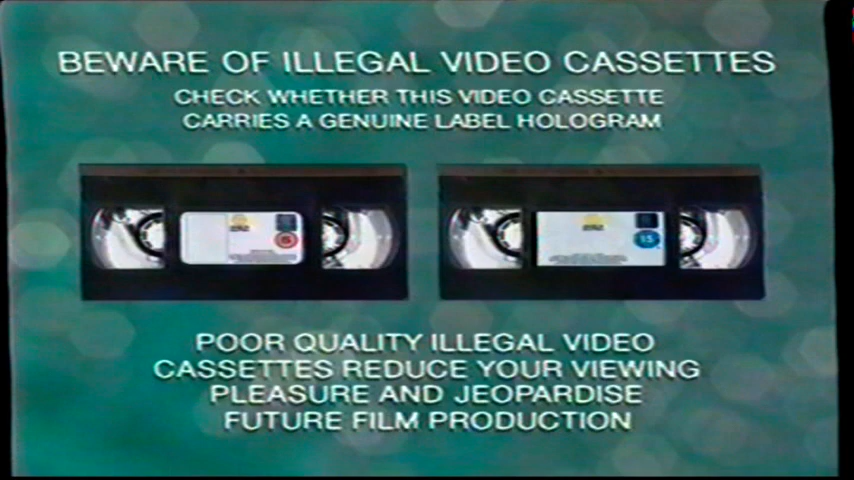 BEWARE OF ILLEGAL VIDEO CASSETTES
CHECK WHETHER THIS VIDEO CASSETTE
CARRIES A GENUINE LABEL HOLOGRAM
15
POOR QUALITY ILLEGAL VIDEO
CASSETTES REDUCE YOUR VIEWING
PLEASURE AND JEOPARDISE
FUTURE FILM PRODUCTION